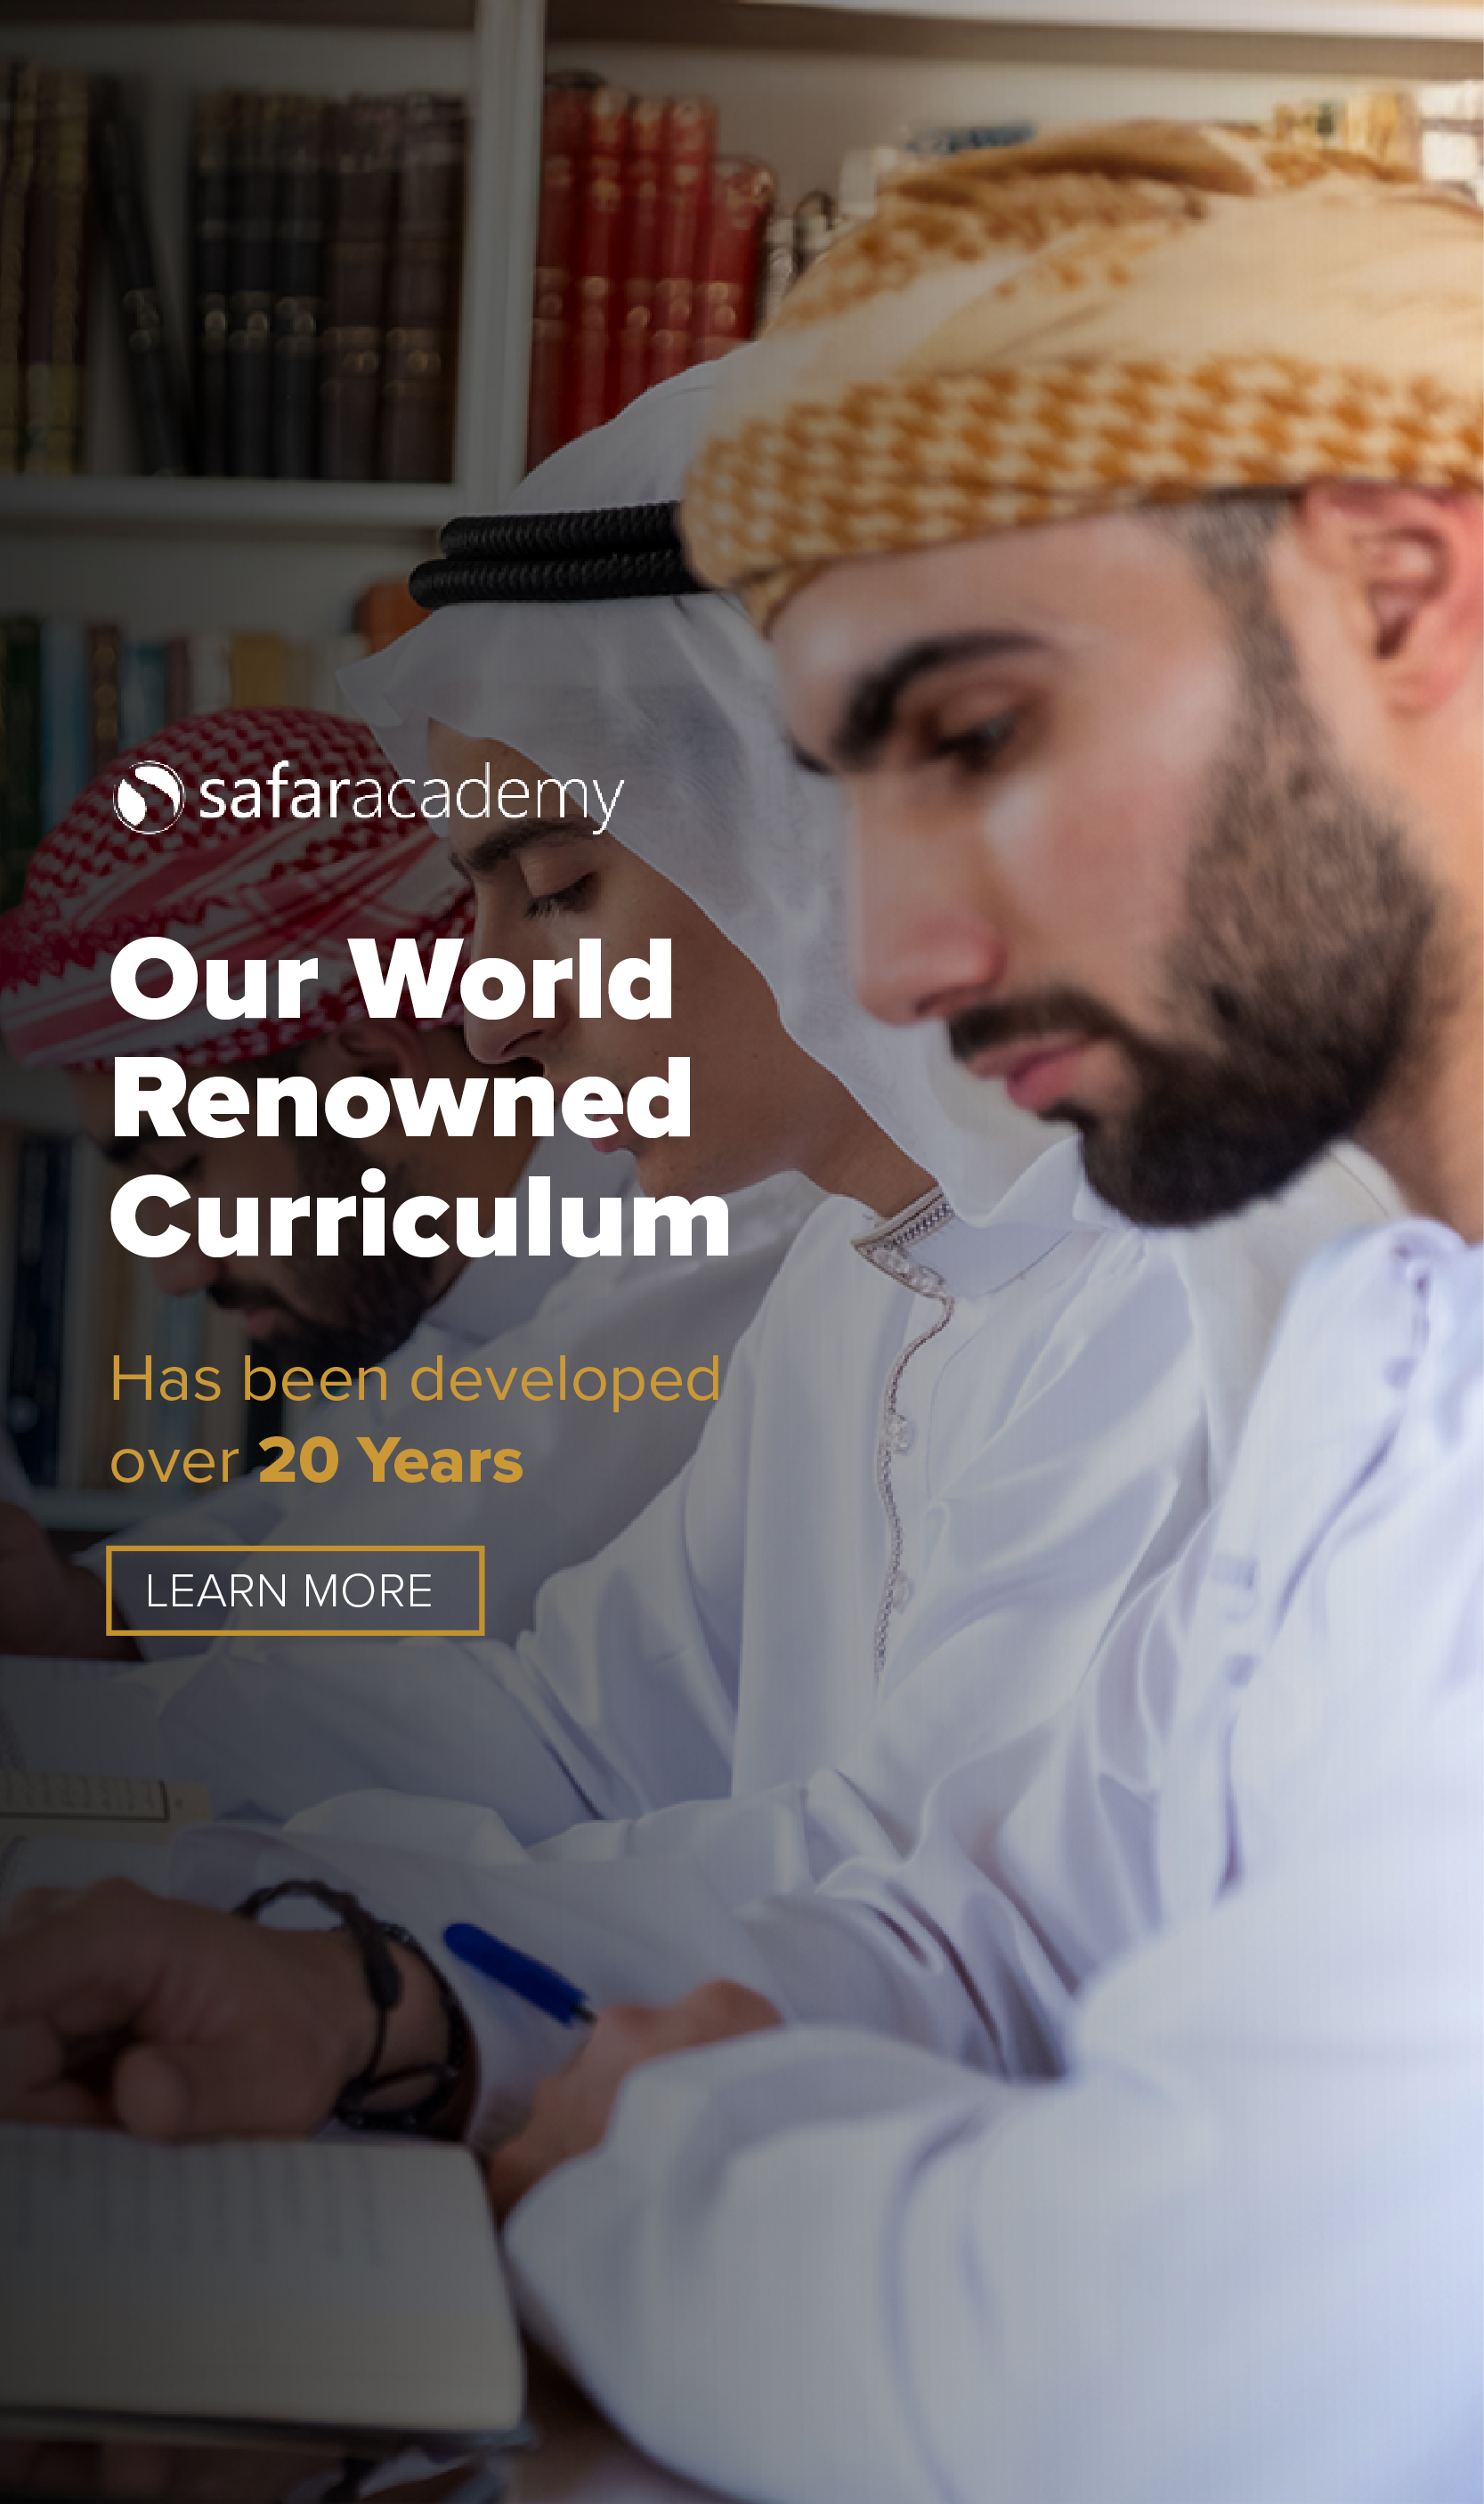 safaracademy
Our World
Renowned
Curriculum
Has been developed
over 20 Years
LEARN MORE